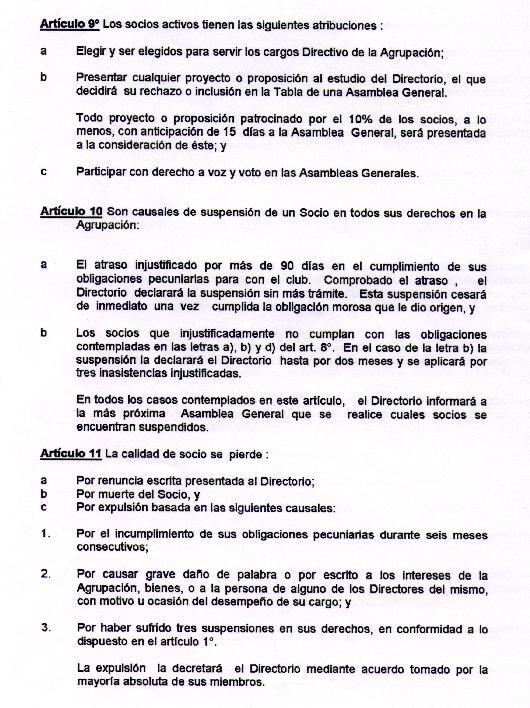 Artículo 9º Los socios activos tienen las siguientes atribuciones :
a Elegir y ser elegidos para servir los cargos Directivo de la Agrupación;
b Presentar cualquier proyecto o proposición al estudio del Directorio, el que
decidirá su rechazo o inclusión en la Tabla de una Asamblea General.
Todo proyecto o proposición patrocinado por el 10% de los socios, a lo
menos, con anticipación de 15 días a la Asamblea General, será presentada
a la consideración de éste; y
c Participar con derecho a voz y voto en las Asambleas Generales.
Artículo 10 Son causales de suspensión de un Socio en todos sus derechos en la
Agrupación:
a El atraso injustificado por más de 90 días en el cumplimiento de sus
obligaciones pecuniarias para con el club. Comprobado el atraso , el
Directorio declarará la suspensión sin más trámite. Esta suspensión cesará
de inmediato una vez cumplida la obligación morosa que le dio origen, y
b Los socios que injustificadamente no cumplan con las obligaciones
contempladas en las letras a), b) y d) del art. 8°. En el caso de la letra b) la
suspensión la declarará el Directorio hasta por dos meses y se aplicará por
tres inasistencias injustificadas.
En todos los casos contemplados en este artículo, el Directorio informará a
la más próxima Asamblea General que se realice cuales socios se
encuentran suspendidos.
Artículo 11 La calidad de socio se pierde :
a Por renuncia escrita presentada al Directorio;
b Por muerte del Socio, y
c Por expulsión basada en las siguientes causales:
1. Por el incumplimiento de sus obligaciones pecuniarias durante seis meses
consecutivos;
2. Por causar grave daño de palabra o por escrito a los intereses de la
Agrupación, bienes, o a la persona de alguno de los Directores del mismo,
con motivo u ocasión del desempeño de su cargo; y
3. Por haber sufrido tres suspensiones en sus derechos, en conformidad a lo
dispuesto en el artículo 1°.
La expulsión la decretará el Directorio mediante acuerdo tomado por la
mayoría absoluta de sus miembros.